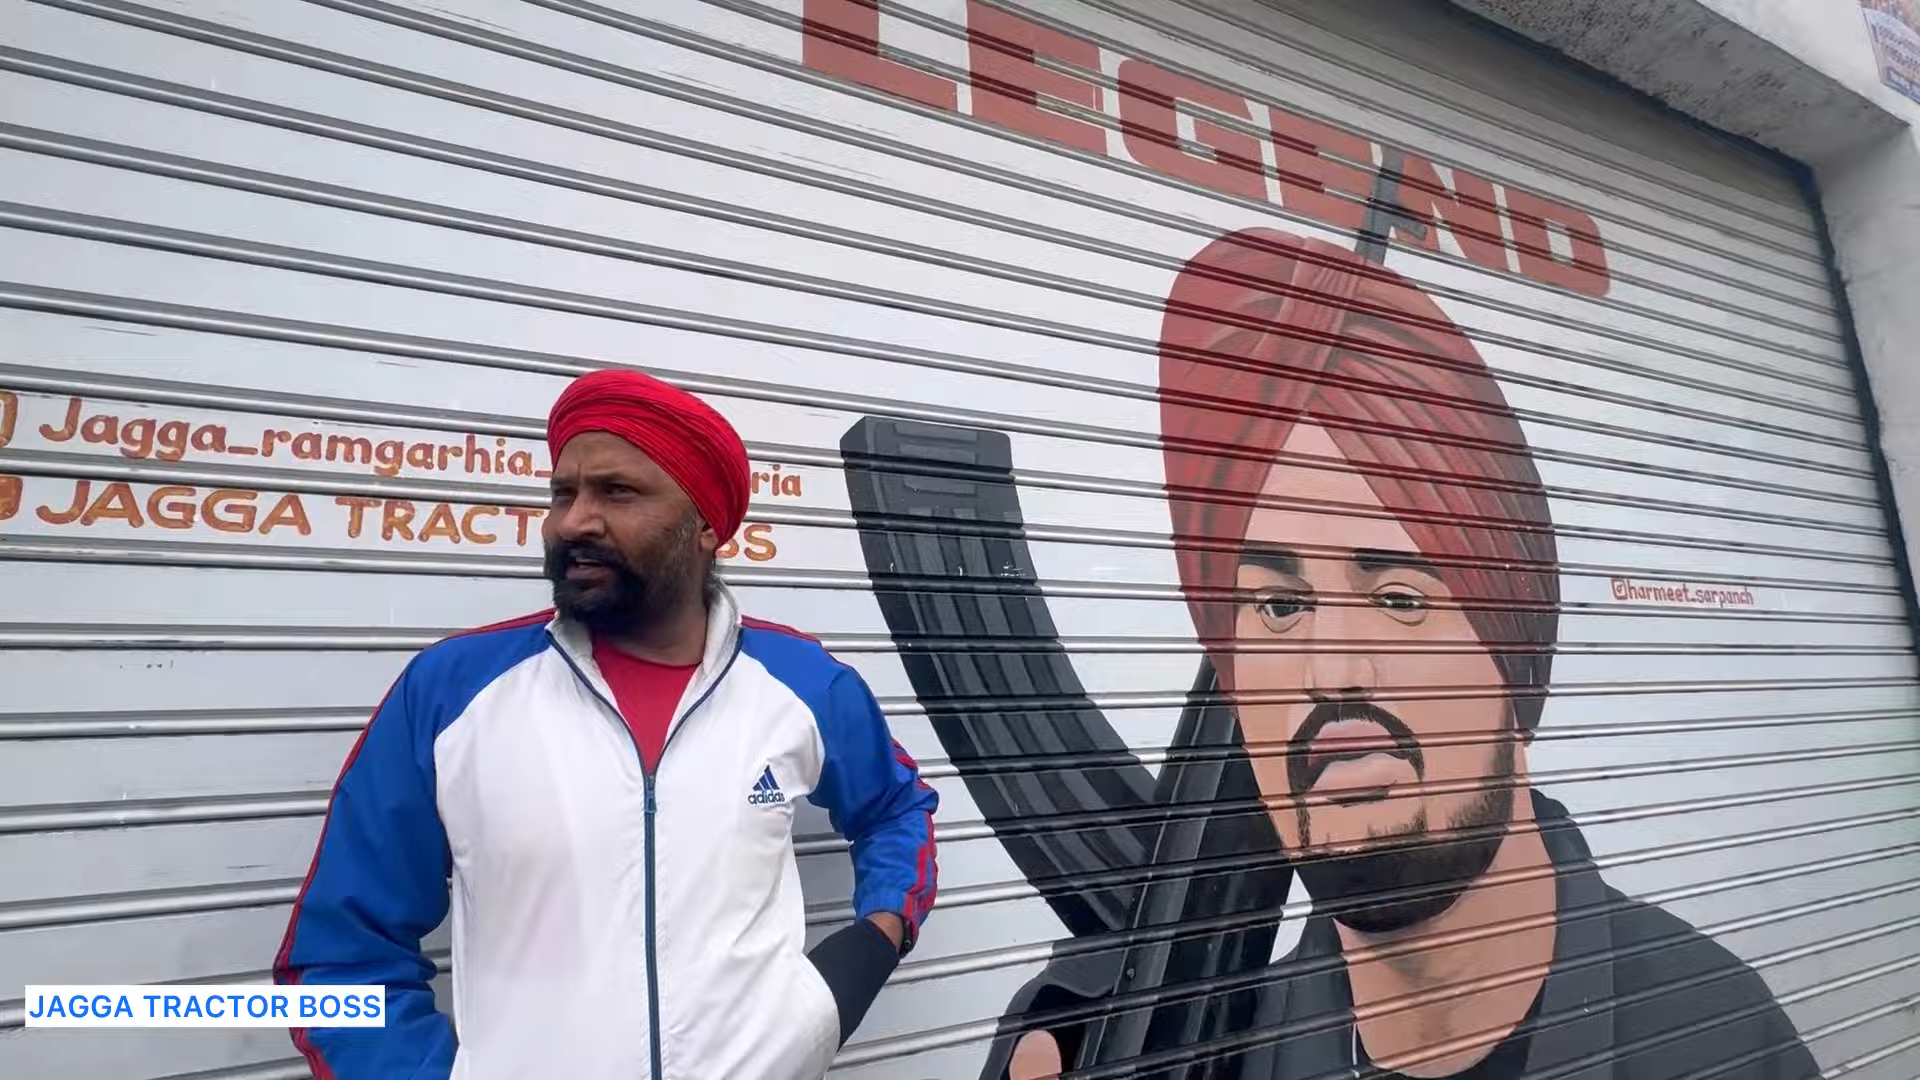 LEGEND
Jagga_ramgarhia_
ria
JAGGA TRACT
SS
@harmeet_sarpanch
adidas
JAGGA TRACTOR BOSS